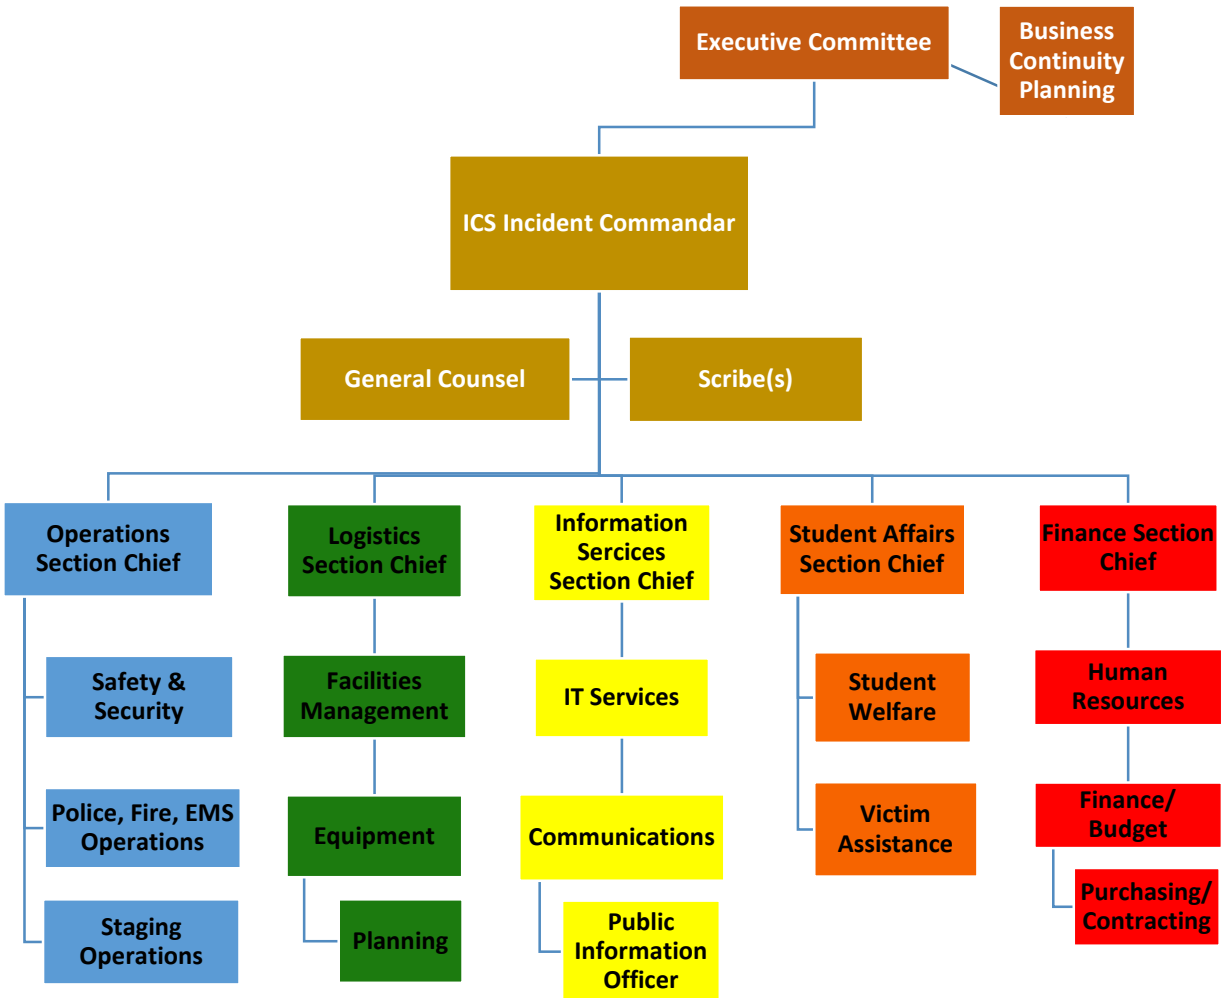 Executive Committee
Business
Continuity
Planning
ICS Incident Commandar
General Counsel
Scribe(s)
Operations
Section Chief
Logistics
Section Chief
Information
Sercices
Section Chief
Student Affairs
Section Chief
Finance Section
Chief
Safety &
Security
Facilities
Management
IT Services
Student
Welfare
Human
Resources
Police, Fire, EMS
Operations
Equipment
Communications
Victim
Assistance
Finance/
Budget
Staging
Operations
Planning
Public
Information
Officer
Purchasing/
Contracting